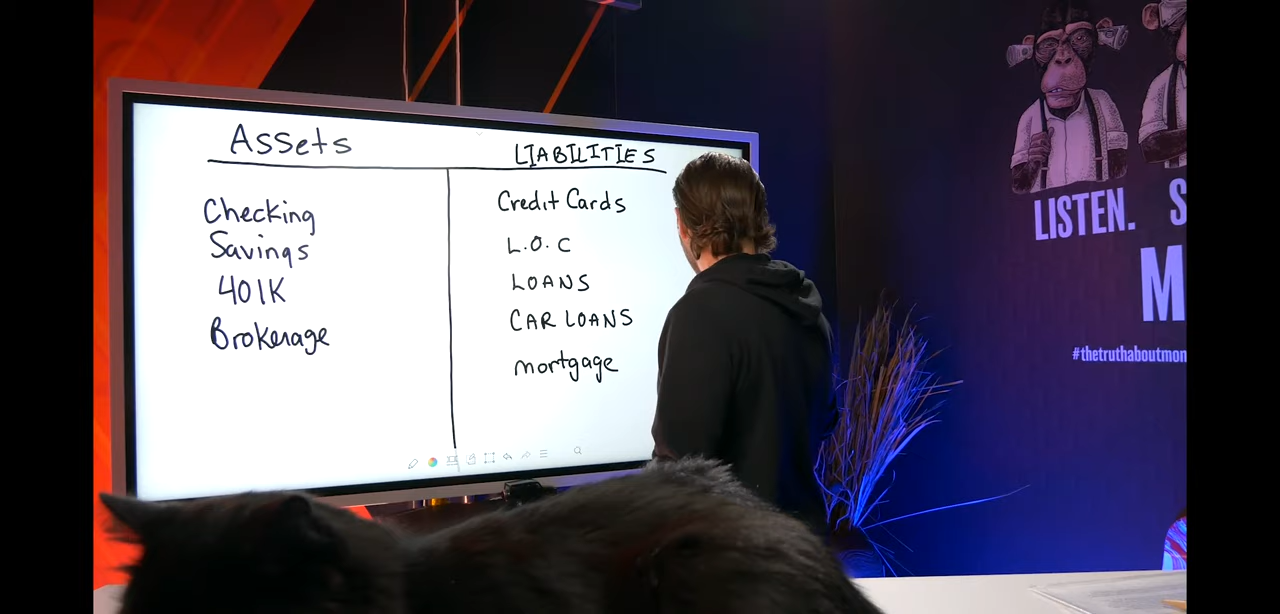 Assets
LIABILITIES
Checking
Savings
401K
Brokerage
Credit Cards
L.O.C
LOANS
CAR LOANS
mortgage
LISTEN. S
M
#thetruthaboutmon